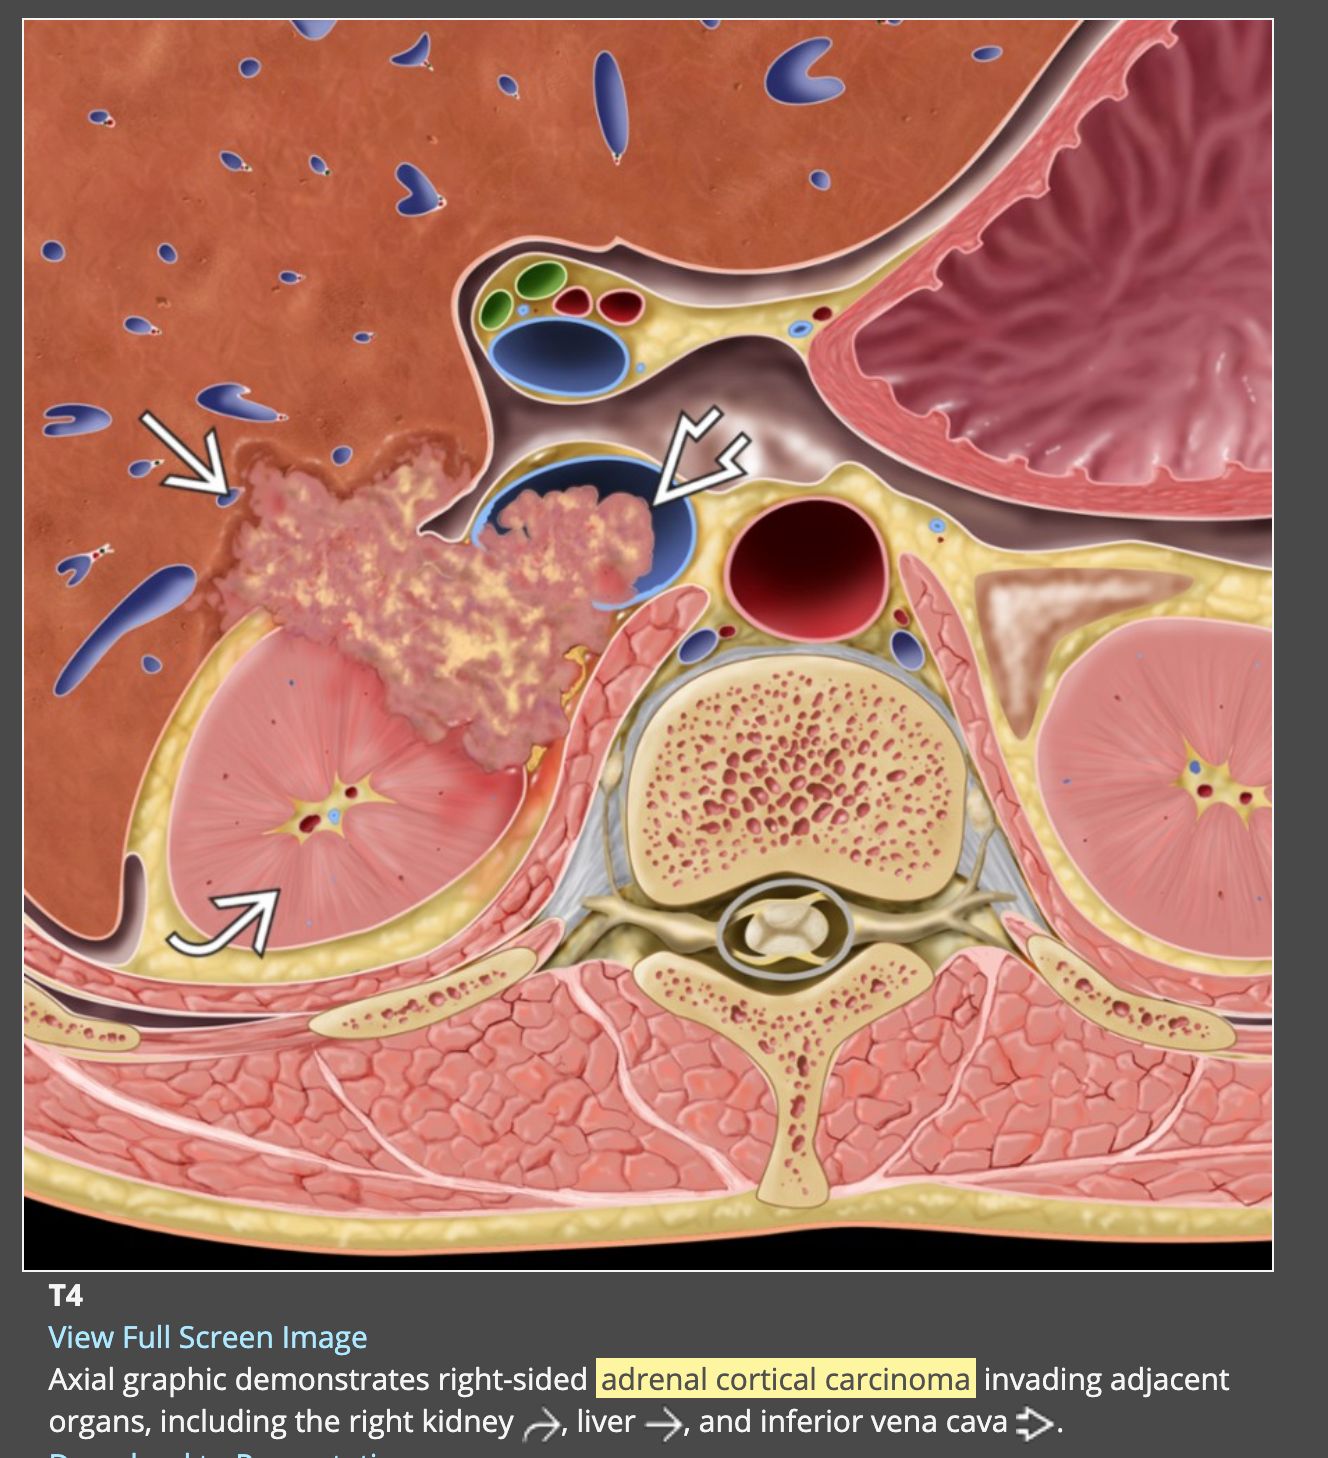 T4
View Full Screen Image
Axial graphic demonstrates right-sided adrenal cortical carcinoma invading adjacent
organs, including the right kidney , liver , and inferior vena cava .